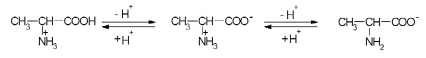 CH₃—CH—COOH   - H⁺   CH₃—CH—COO⁻   - H⁺   CH₃—CH—COO⁻
+H⁺   +H⁺
⁺NH₃   ⁺NH₃   NH₂